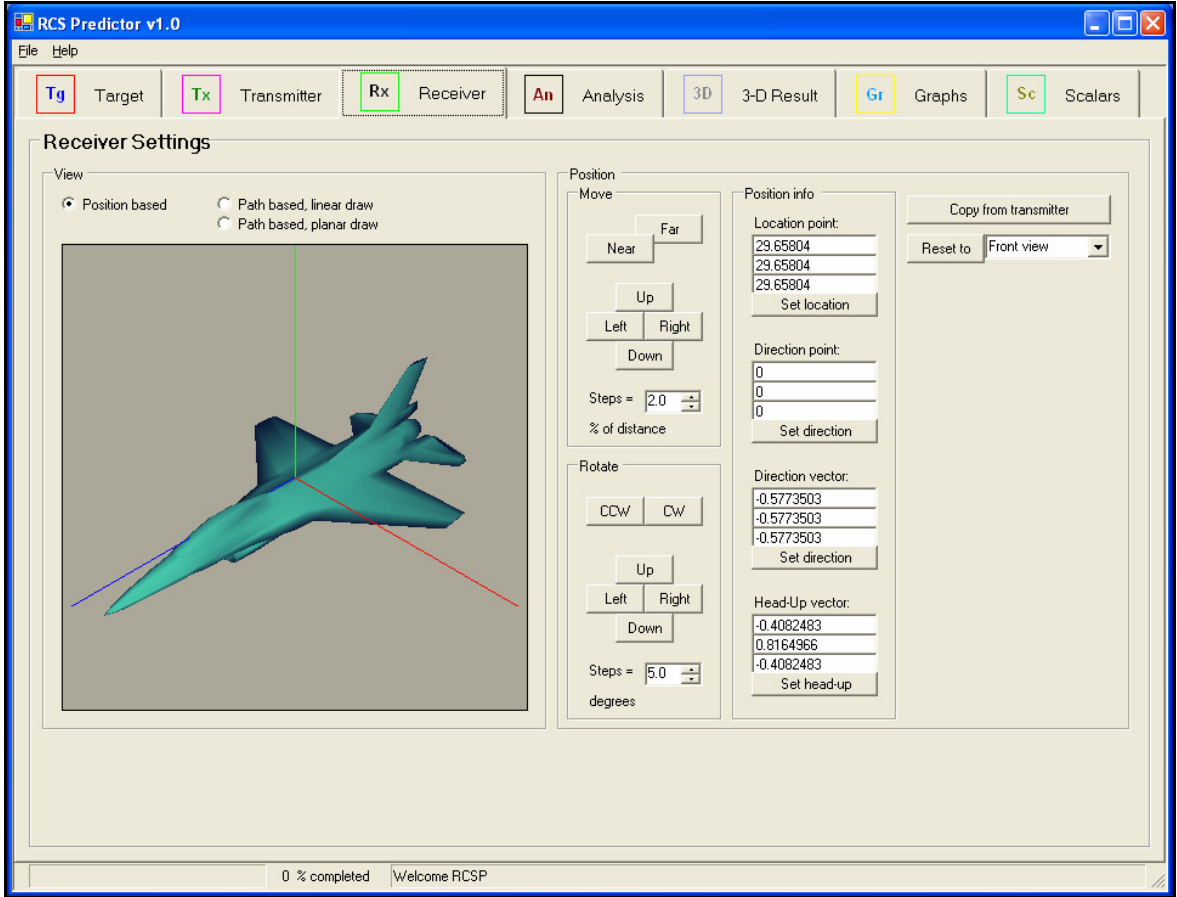 RCS Predictor v1.0
File Help
Tg Target Tx Transmitter Rx Receiver An Analysis 3D 3-D Result Gr Graphs Sc Scalars
Receiver Settings
View
Position based
Path based, linear draw
Path based, planar draw
Position
Move
Far
Near
Up
Left Right
Down
Steps = 2.0
% of distance
Rotate
CCW CW
Up
Left Right
Down
Steps = 5.0
degrees
Position info
Location point:
29.65804
29.65804
29.65804
Set location
Direction point:
0
0
0
Set direction
Direction vector:
-0.5773503
-0.5773503
-0.5773503
Set direction
Head-Up vector:
-0.4082483
0.8164966
-0.4082483
Set head-up
Copy from transmitter
Reset to Front view
0 % completed Welcome RCSP